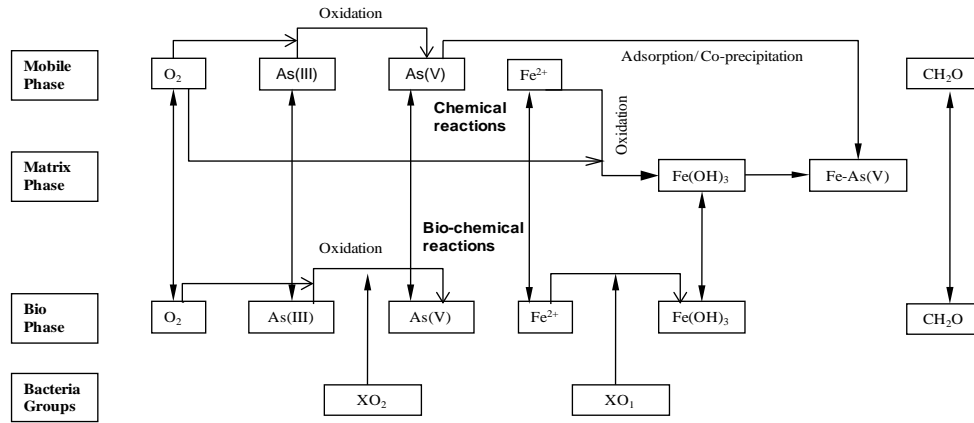 Oxidation
Mobile
Phase
O₂
As(III)
As(V)
Fe²⁺
Adsorption/ Co-precipitation
CH₂O
Chemical
reactions
Oxidation
Matrix
Phase
Fe(OH)₃
Fe-As(V)
Bio-chemical
reactions
Oxidation
Bio
Phase
O₂
As(III)
As(V)
Fe²⁺
Fe(OH)₃
CH₂O
Bacteria
Groups
XO₂
XO₁